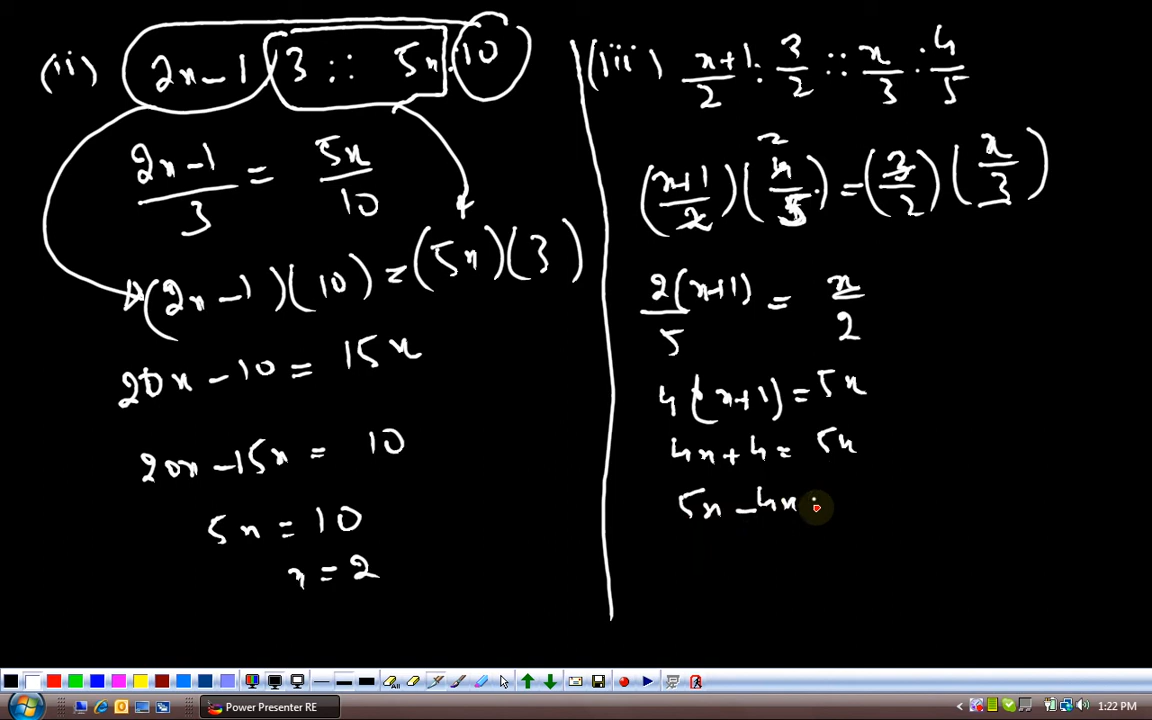 (ii) 2x-1 : 3 :: 5x : 10
2x-1/3 = 5x/10
(2x-1)(10) = (5x)(3)
20x - 10 = 15x
20x - 15x = 10
5x = 10
x = 2
(iii) x+1/2 : 3/2 :: x/3 : 4/5
(x+1/2)(4/5) = (3/2)(x/3)
2
2(x+1)/5 = x/2
4(x+1) = 5x
4x + 4 = 5x
5x - 4x =
Power Presenter RE
1:22 PM